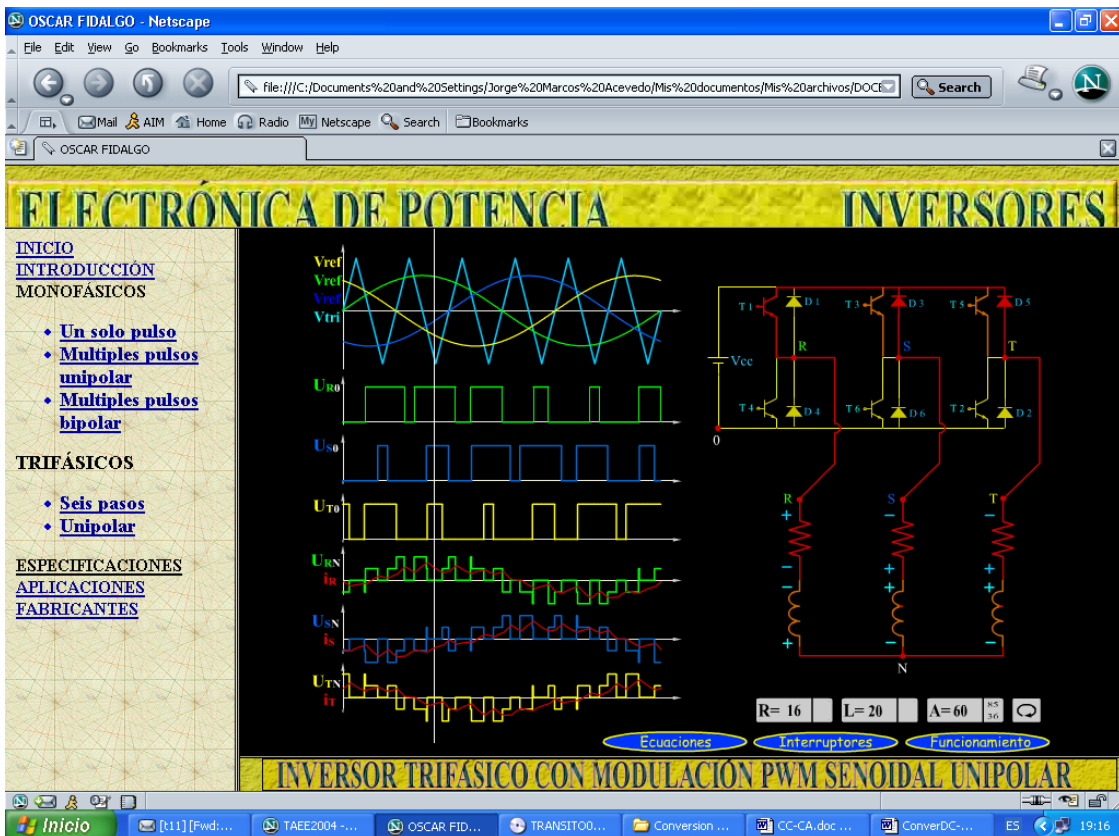 OSCAR FIDALGO - Netscape
File Edit View Go Bookmarks Tools Window Help
file:///C:/Documents%20and%20Settings/Jorge%20Marcos%20Acevedo/Mis%20documentos/Mis%20archivos/DOCE
Search
N
Mail AIM Home Radio My Netscape Search Bookmarks
OSCAR FIDALGO
ELECTRÓNICA DE POTENCIA INVERSORES
INICIO
INTRODUCCIÓN
MONOFÁSICOS
Un solo pulso
Multiples pulsos
unipolar
Multiples pulsos
bipolar
TRIFÁSICOS
Seis pasos
Unipolar
ESPECIFICACIONES
APLICACIONES
FABRICANTES
Vref
Vref
Vref
Vtri
UR0
US0
UT0
URN
iR
USN
iS
UTN
iT
T1 D1 T3 D3 T5 D5
R S T
Vcc
T4 D4 T6 D6 T2 D2
0
R S T
+ - -
- + +
- + +
+ - -
N
R= 16 L= 20 A= 60 85 36
Ecuaciones Interruptores Funcionamiento
INVERSOR TRIFÁSICO CON MODULACIÓN PWM SENOIDAL UNIPOLAR
Inicio [t11] [Fwd:... TAEE2004 -... OSCAR FID... TRANSITO0... Conversion ... CC-CA.doc ... ConverDC-... ES 19:16